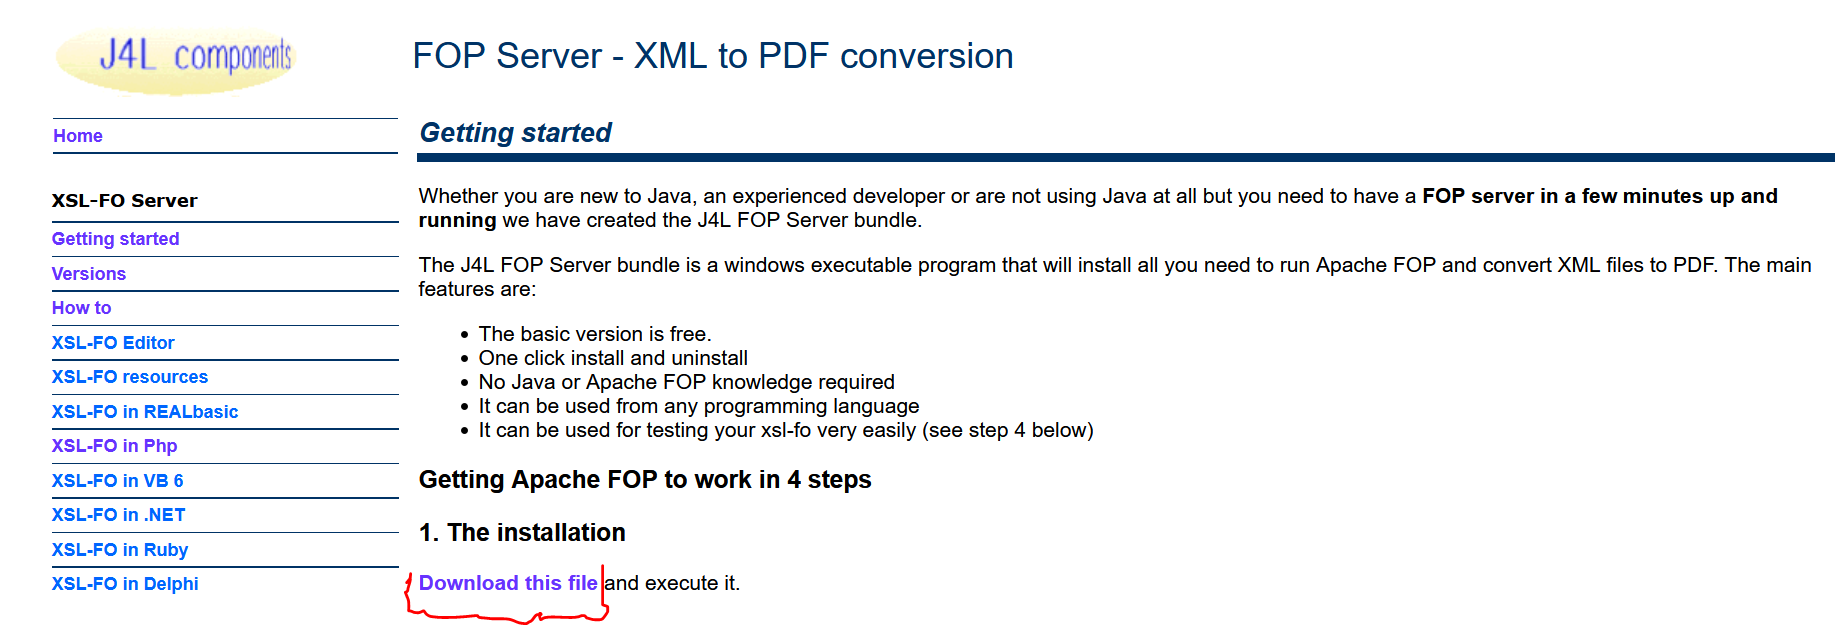 J4L components
FOP Server - XML to PDF conversion
Home
XSL-FO Server
Getting started
Versions
How to
XSL-FO Editor
XSL-FO resources
XSL-FO in REALbasic
XSL-FO in Php
XSL-FO in VB 6
XSL-FO in .NET
XSL-FO in Ruby
XSL-FO in Delphi
Getting started
Whether you are new to Java, an experienced developer or are not using Java at all but you need to have a FOP server in a few minutes up and
running we have created the J4L FOP Server bundle.
The J4L FOP Server bundle is a windows executable program that will install all you need to run Apache FOP and convert XML files to PDF. The main
features are:
• The basic version is free.
• One click install and uninstall
• No Java or Apache FOP knowledge required
• It can be used from any programming language
• It can be used for testing your xsl-fo very easily (see step 4 below)
Getting Apache FOP to work in 4 steps
1. The installation
Download this file and execute it.